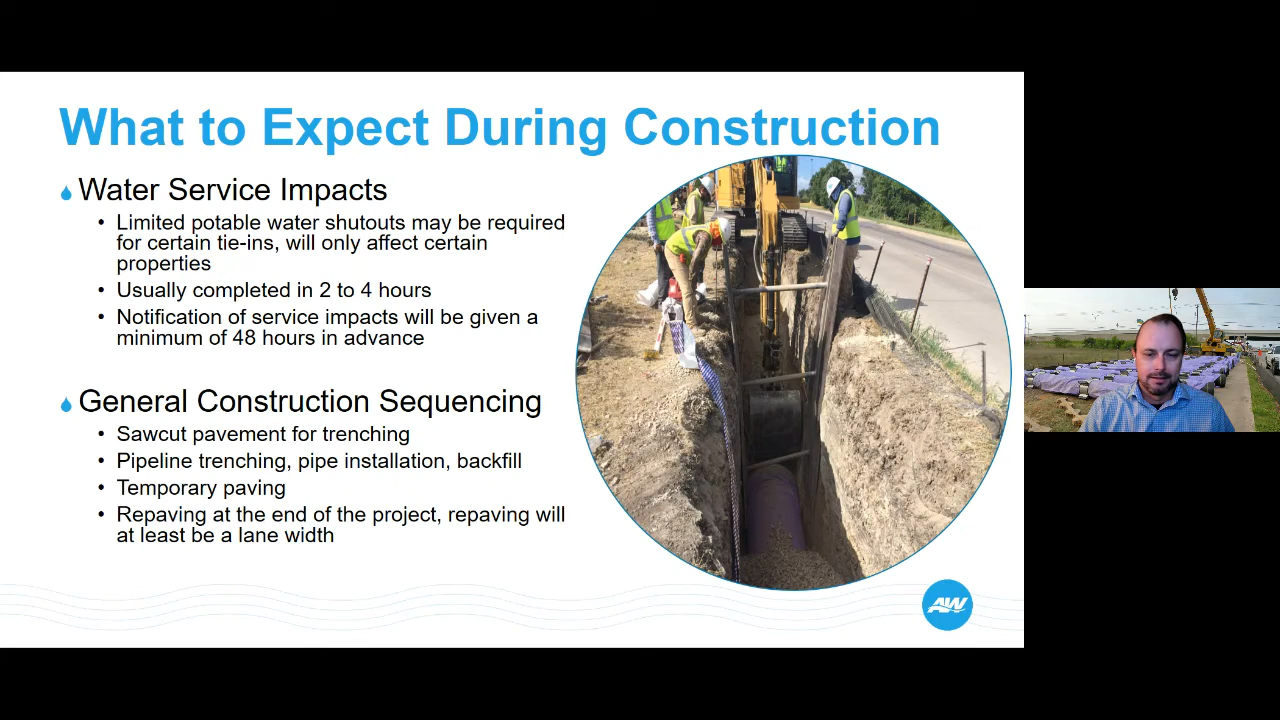 What to Expect During Construction
Water Service Impacts
• Limited potable water shutouts may be required
for certain tie-ins, will only affect certain
properties
• Usually completed in 2 to 4 hours
• Notification of service impacts will be given a
minimum of 48 hours in advance
General Construction Sequencing
• Sawcut pavement for trenching
• Pipeline trenching, pipe installation, backfill
• Temporary paving
• Repaving at the end of the project, repaving will
at least be a lane width
AW